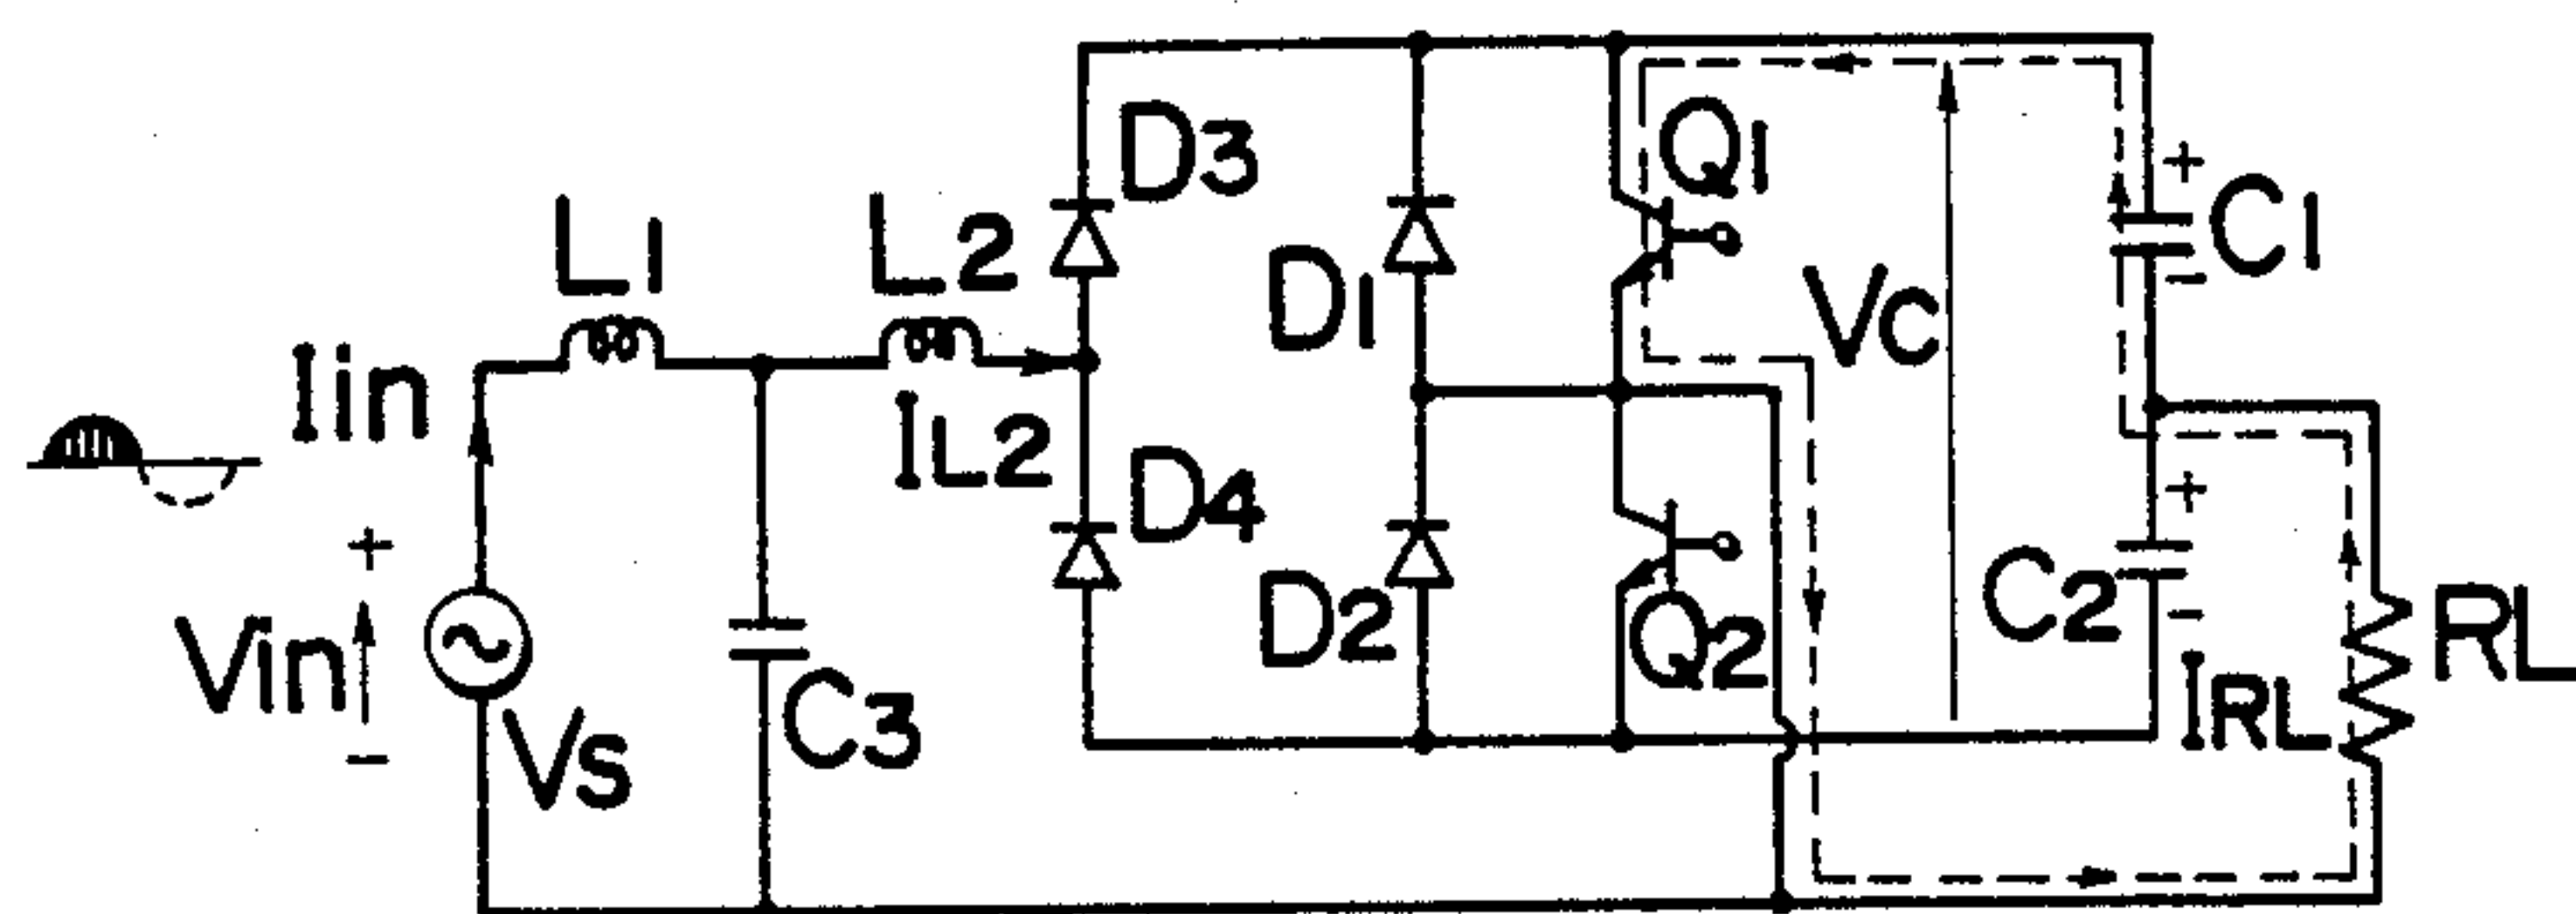 D3
Q1
L1
L2
D1
C1
Iin
VC
IL2
D4
C2
D2
Q2
RL
Vin
VS
C3
IRL
+
-
+
-
+
-